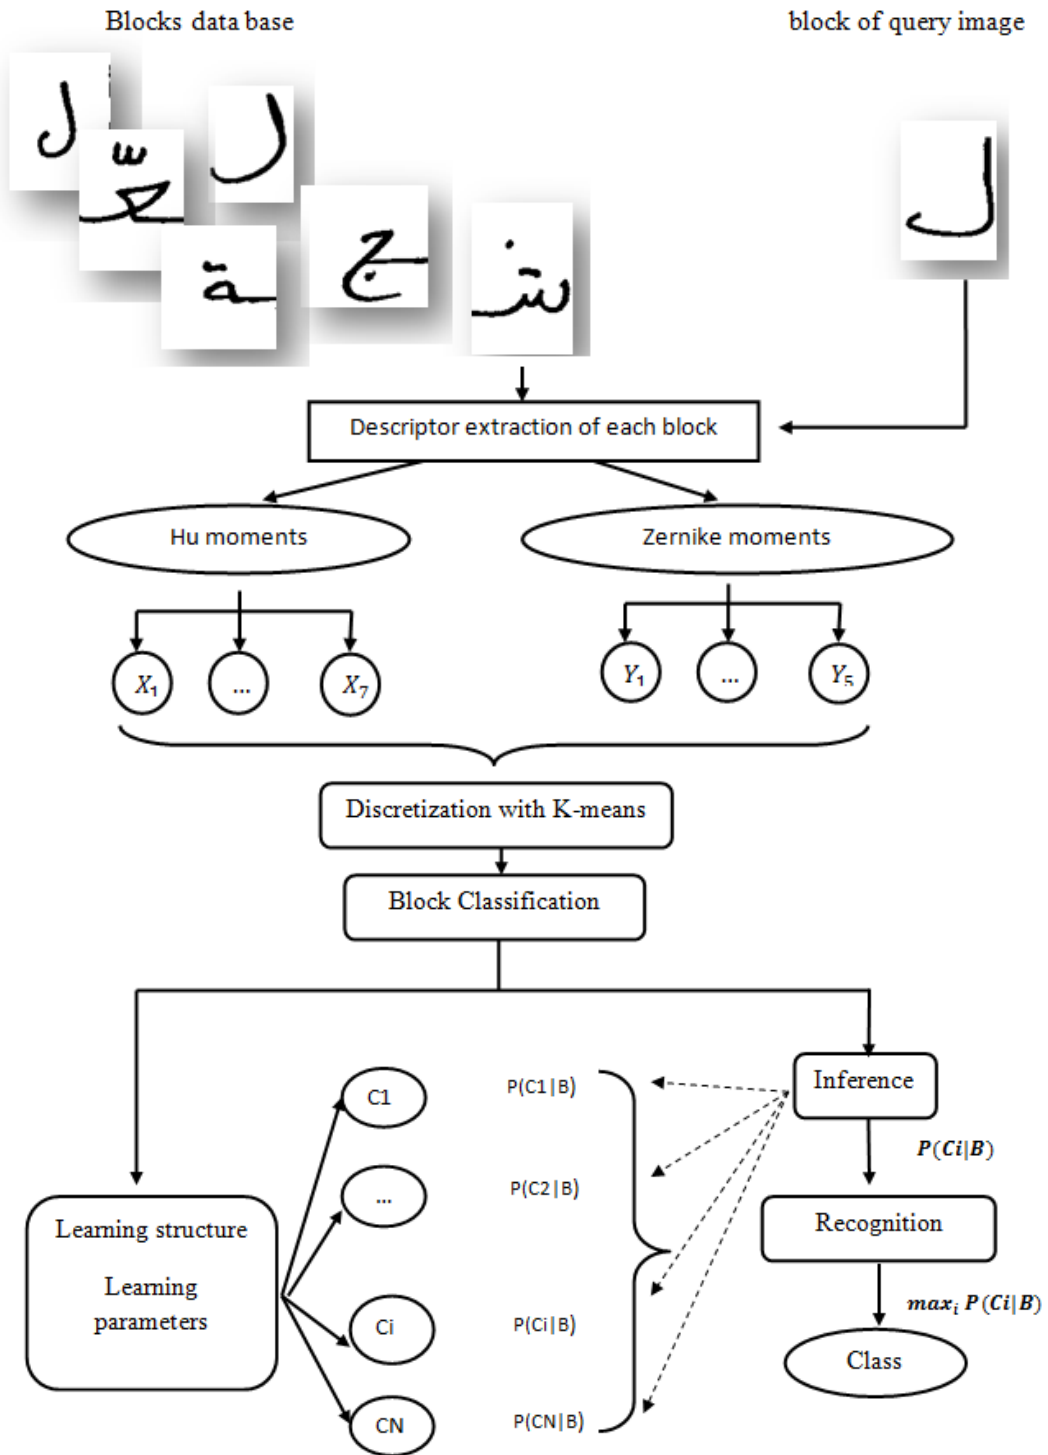 Blocks data base
block of query image
ل
حّ
ل
ـة
ج
ل
Descriptor extraction of each block
Hu moments
Zernike moments
X₁
...
X₇
Y₁
...
Y₅
Discretization with K-means
Block Classification
Inference
C1
P(C1|B)
P(Ci|B)
...
P(C2|B)
Learning structure
Learning
parameters
Recognition
Ci
P(Ci|B)
maxᵢ P(Ci|B)
Class
CN
P(CN|B)